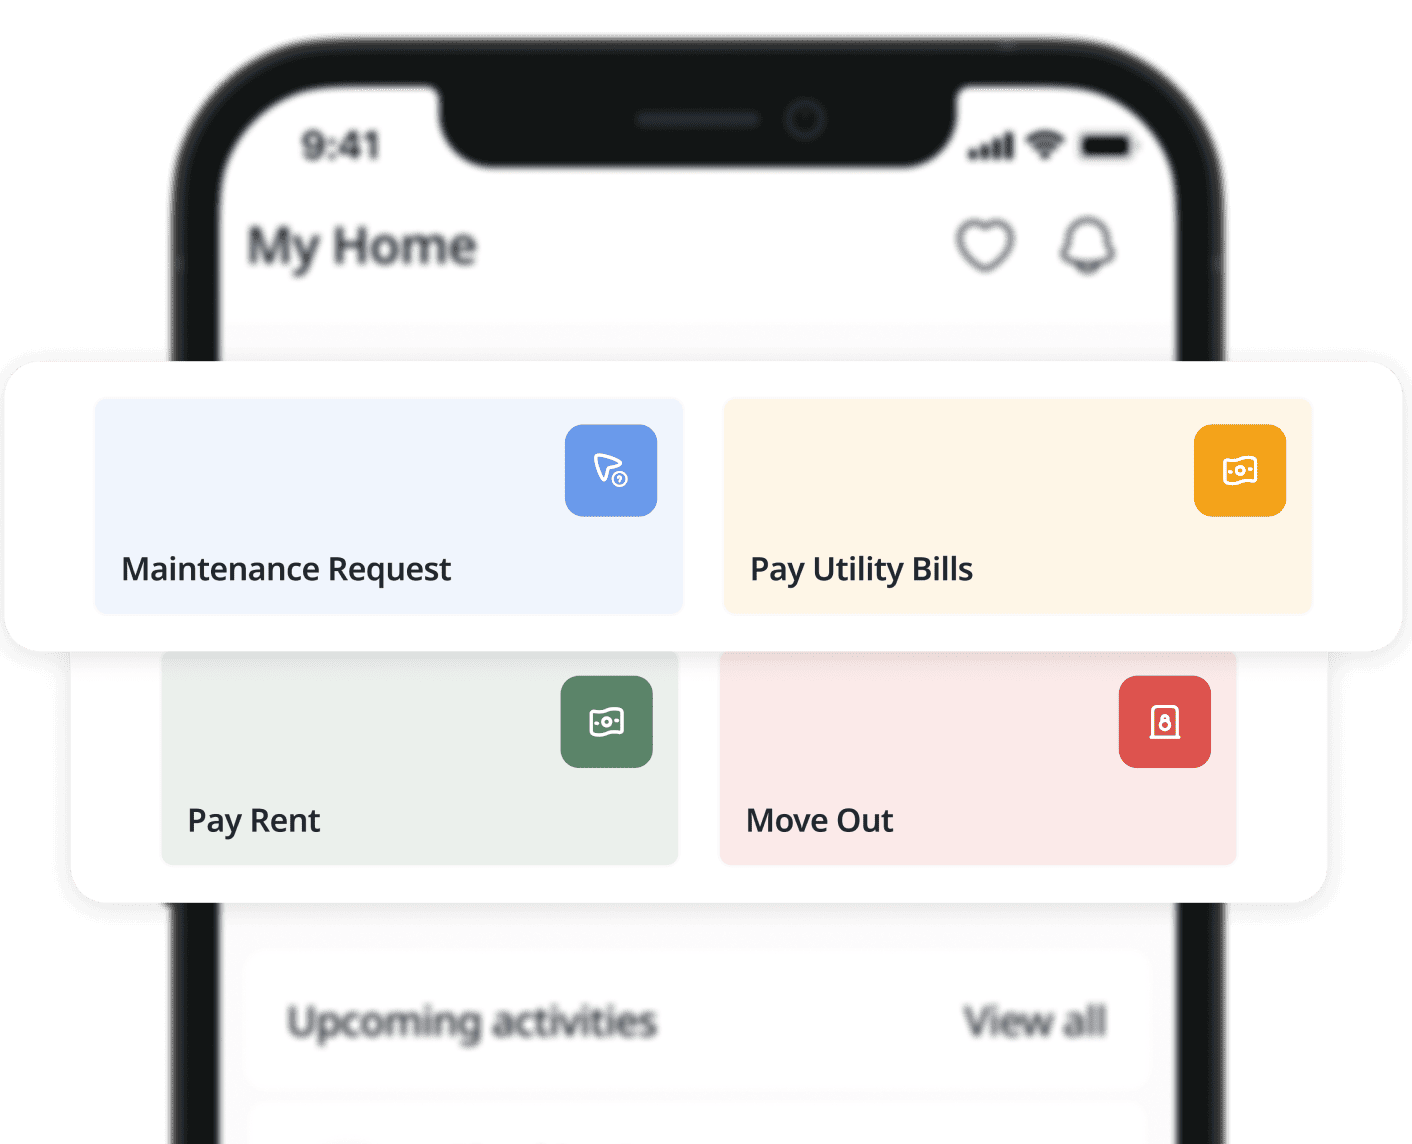 9:41
My Home
Maintenance Request
Pay Utility Bills
Pay Rent
Move Out
Upcoming activities
View all